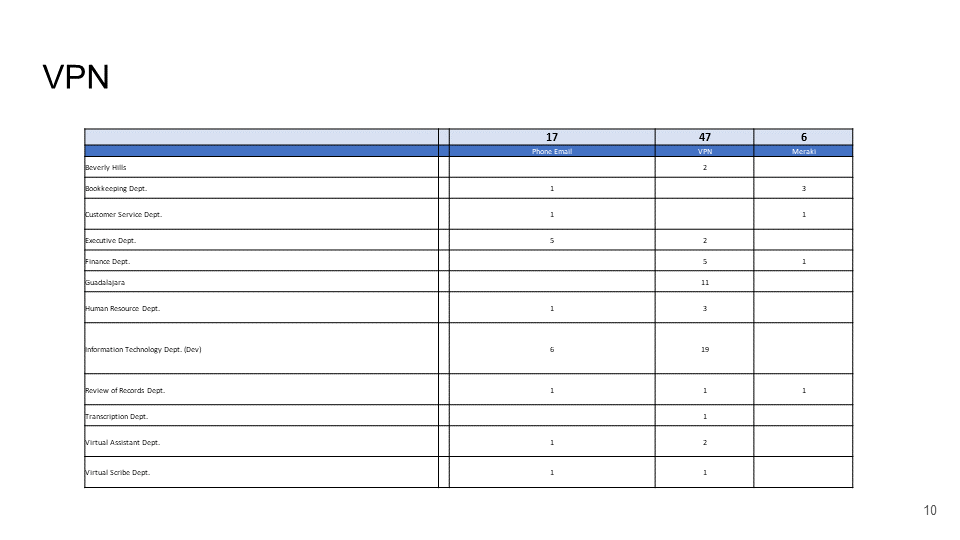 VPN
17 47 6
Phone Email VPN Meraki
Beverly Hills 2
Bookkeeping Dept. 1 3
Customer Service Dept. 1 1
Executive Dept. 5 2
Finance Dept. 5 1
Guadalajara 11
Human Resource Dept. 1 3
Information Technology Dept. (Dev) 6 19
Review of Records Dept. 1 1 1
Transcription Dept. 1
Virtual Assistant Dept. 1 2
Virtual Scribe Dept. 1 1
10